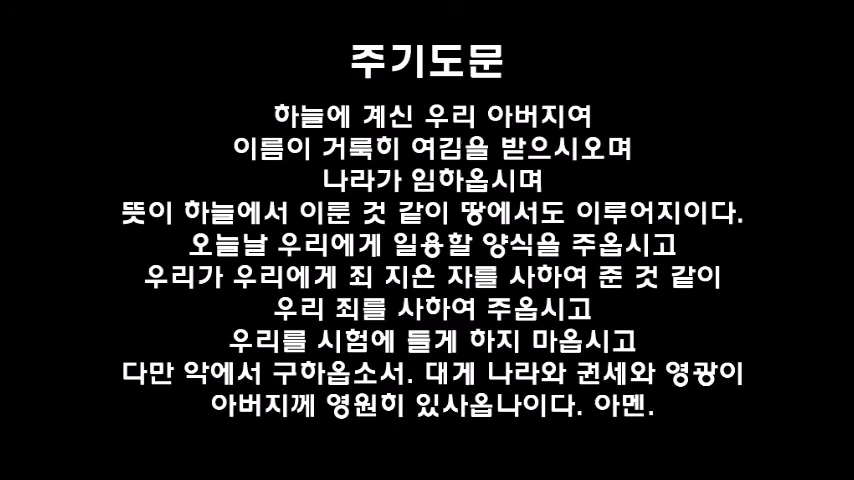 주기도문
하늘에 계신 우리 아버지여
이름이 거룩히 여김을 받으시오며
나라가 임하옵시며
뜻이 하늘에서 이룬 것 같이 땅에서도 이루어지이다.
오늘날 우리에게 일용할 양식을 주옵시고
우리가 우리에게 죄 지은 자를 사하여 준 것 같이
우리 죄를 사하여 주옵시고
우리를 시험에 들게 하지 마옵시고
다만 악에서 구하옵소서. 대게 나라와 권세와 영광이
아버지께 영원히 있사옵나이다. 아멘.